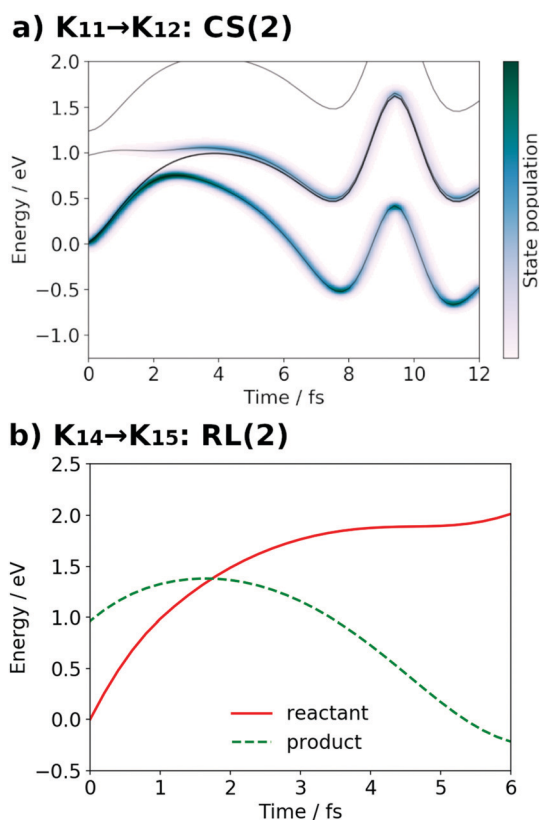 a) K₁₁→K₁₂: CS(2)
2.0
1.5
1.0
0.5
0.0
−0.5
−1.0
Energy / eV
0 2 4 6 8 10 12
Time / fs
State population
b) K₁₄→K₁₅: RL(2)
2.5
2.0
1.5
1.0
0.5
0.0
−0.5
Energy / eV
reactant
product
0 1 2 3 4 5 6
Time / fs